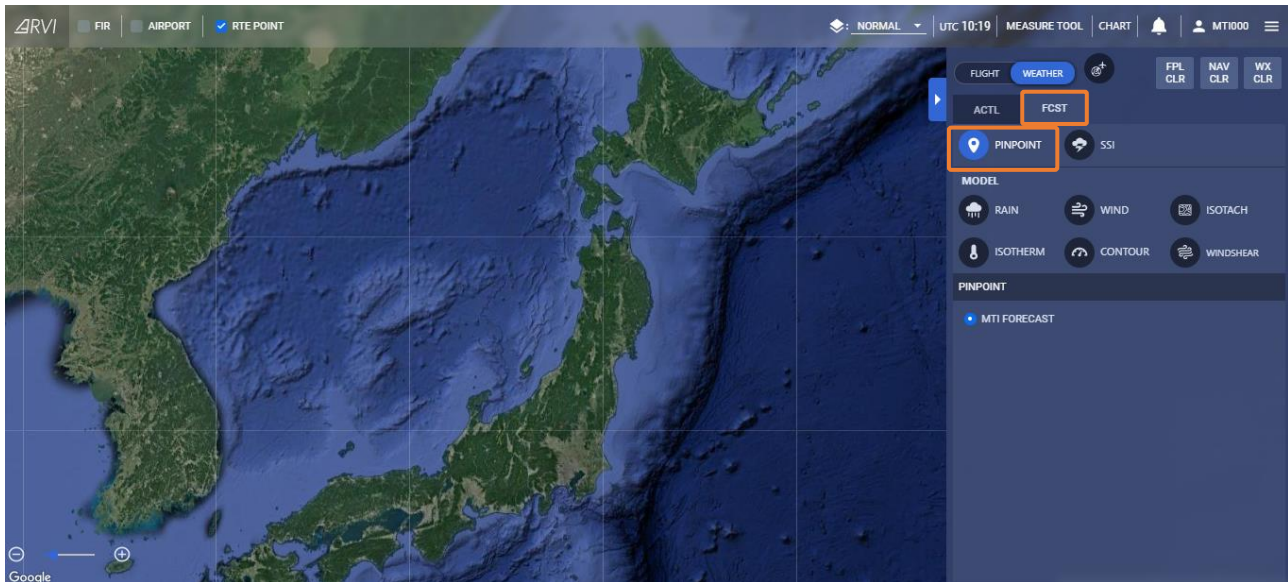 ARVI FIR AIRPORT RTE POINT : NORMAL UTC 10:19 MEASURE TOOL CHART MTI000
FLIGHT WEATHER FPL CLR NAV CLR WX CLR
ACTL FCST
PINPOINT SSI
MODEL
RAIN WIND ISOTACH
ISOTHERM CONTOUR WINDSHEAR
PINPOINT
MTI FORECAST
Google